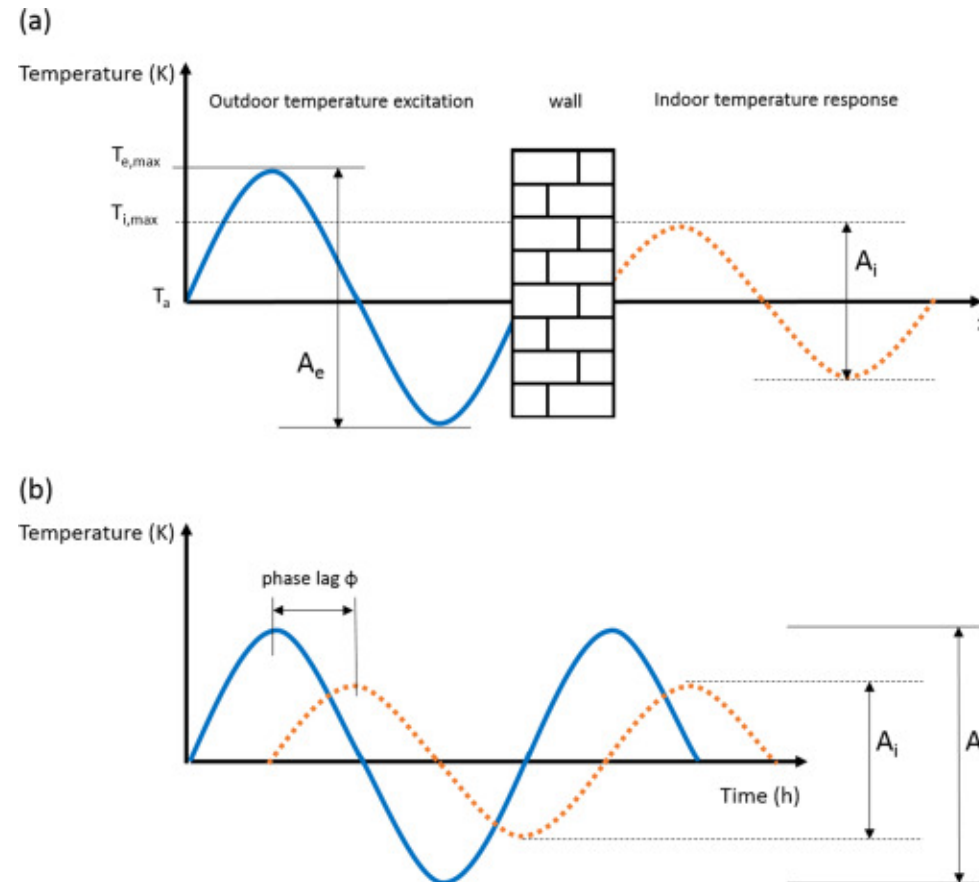 (a)
Temperature (K)
Outdoor temperature excitation wall Indoor temperature response
Te,max
Ti,max
Ta
Ae
Ai
(b)
Temperature (K)
phase lag ϕ
Ai
A
Time (h)